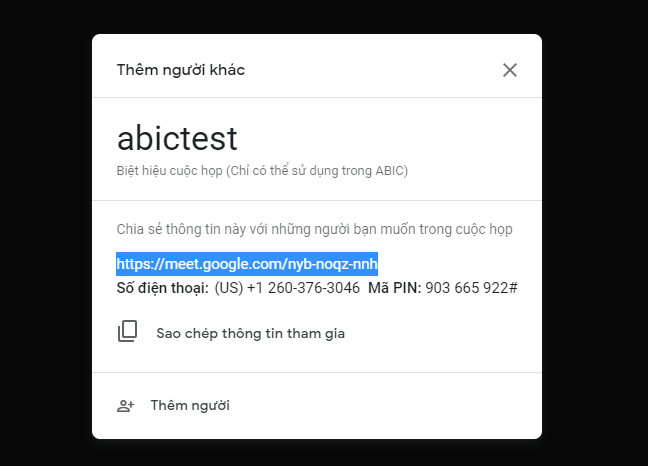 Thêm người khác
abictest
Biệt hiệu cuộc họp (Chỉ có thể sử dụng trong ABIC)
Chia sẻ thông tin này với những người bạn muốn trong cuộc họp
https://meet.google.com/nyb-noqz-nnh
Số điện thoại: (US) +1 260-376-3046 Mã PIN: 903 665 922#
Sao chép thông tin tham gia
Thêm người